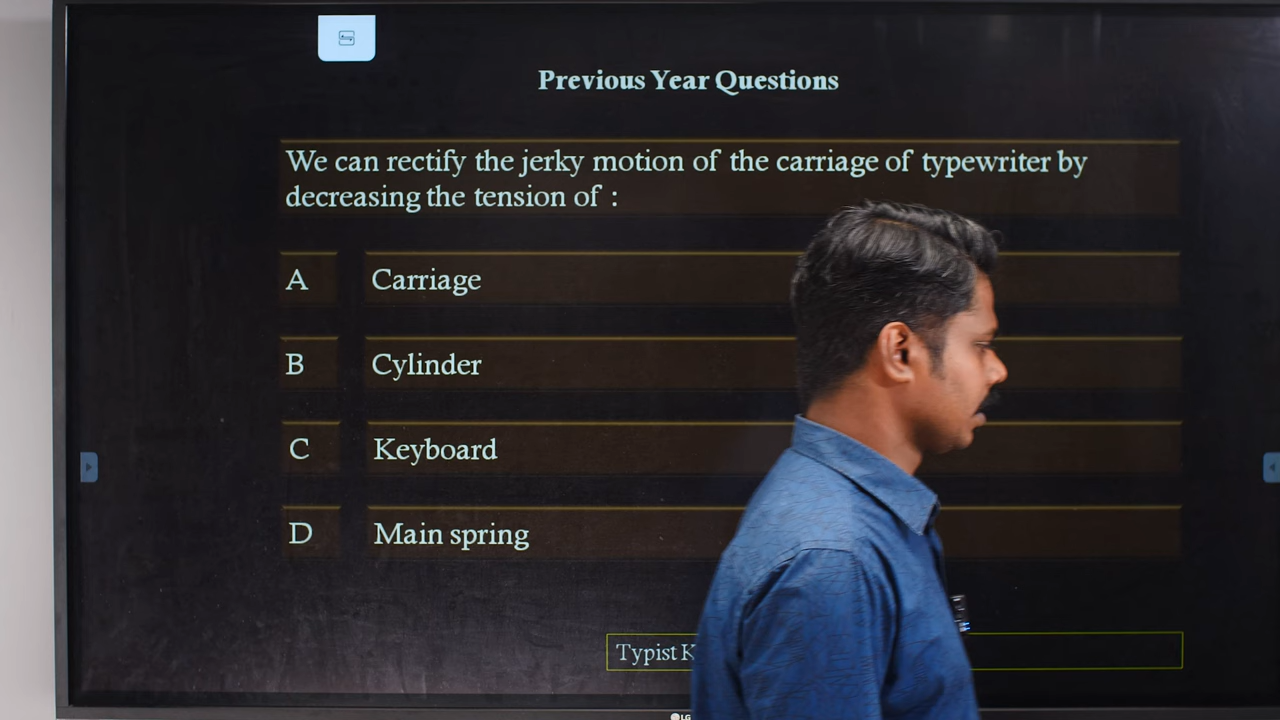 Previous Year Questions
We can rectify the jerky motion of the carriage of typewriter by
decreasing the tension of :
A Carriage
B Cylinder
C Keyboard
D Main spring
Typist
LG